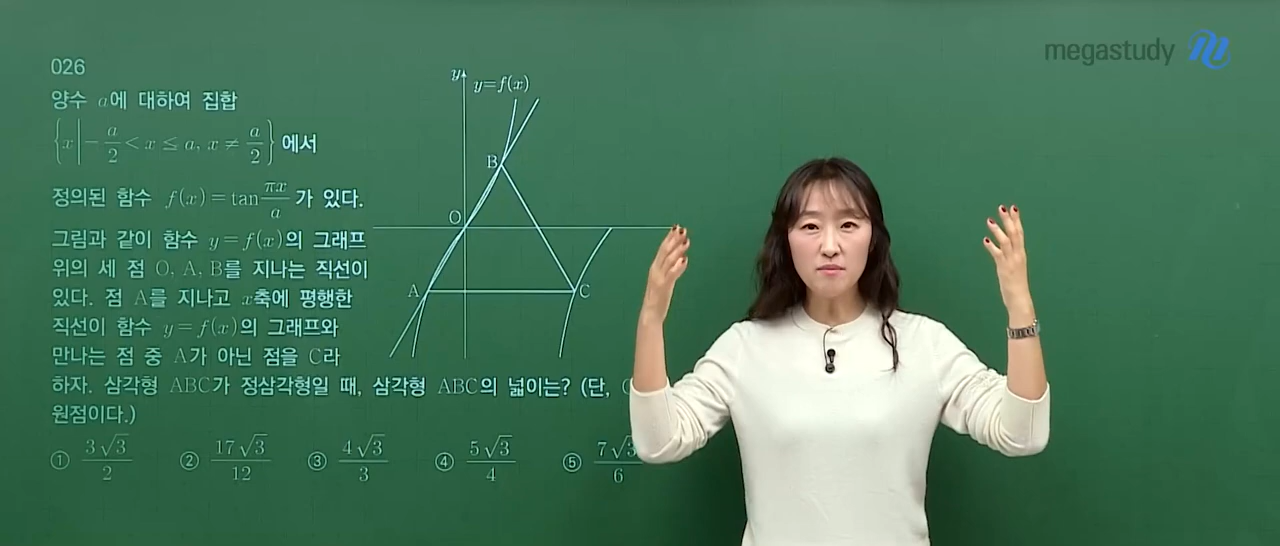 megastudy
026
양수 a에 대하여 집합
{x | -a/2 < x ≤ a, x ≠ a/2} 에서
정의된 함수 f(x) = tan πx/a 가 있다.
그림과 같이 함수 y = f(x)의 그래프
위의 세 점 O, A, B를 지나는 직선이
있다. 점 A를 지나고 x축에 평행한
직선이 함수 y = f(x)의 그래프와
만나는 점 중 A가 아닌 점을 C라
하자. 삼각형 ABC가 정삼각형일 때, 삼각형 ABC의 넓이는? (단,
원점이다.)
① 3√3/2 ② 17√3/12 ③ 4√3/3 ④ 5√3/4 ⑤ 7√3/6
y
y=f(x)
B
O
A
C